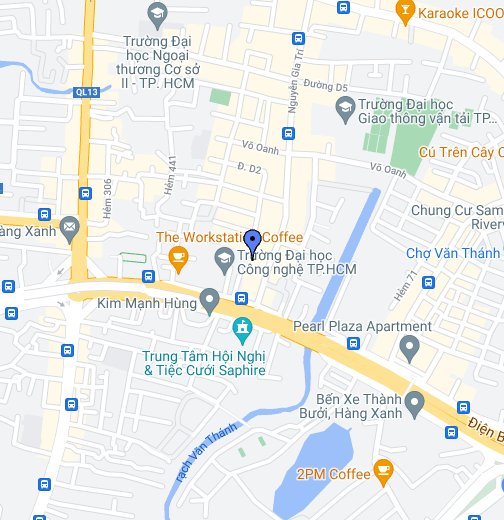 Karaoke ICOO
Trường Đại
học Ngoại
thương Cơ sở
II - TP. HCM
Nguyễn Gia Trí
Đường D5
QL13
Trường Đại học
Giao thông vận tải TP...
Võ Oanh
Võ Oanh
Cú Trên Cây C
Đ. D2
Hẻm 441
Hẻm 306
Chung Cư Sam
Riverv
àng Xanh
The Workstation Coffee
Trường Đại học
Công nghệ TP.HCM
Chợ Văn Thánh
Hẻm 71
Kim Mạnh Hùng
Pearl Plaza Apartment
Trung Tâm Hội Nghị
& Tiệc Cưới Saphire
Bến Xe Thành
Bưởi, Hàng Xanh
Điện B
rạch Văn Thánh
2PM Coffee